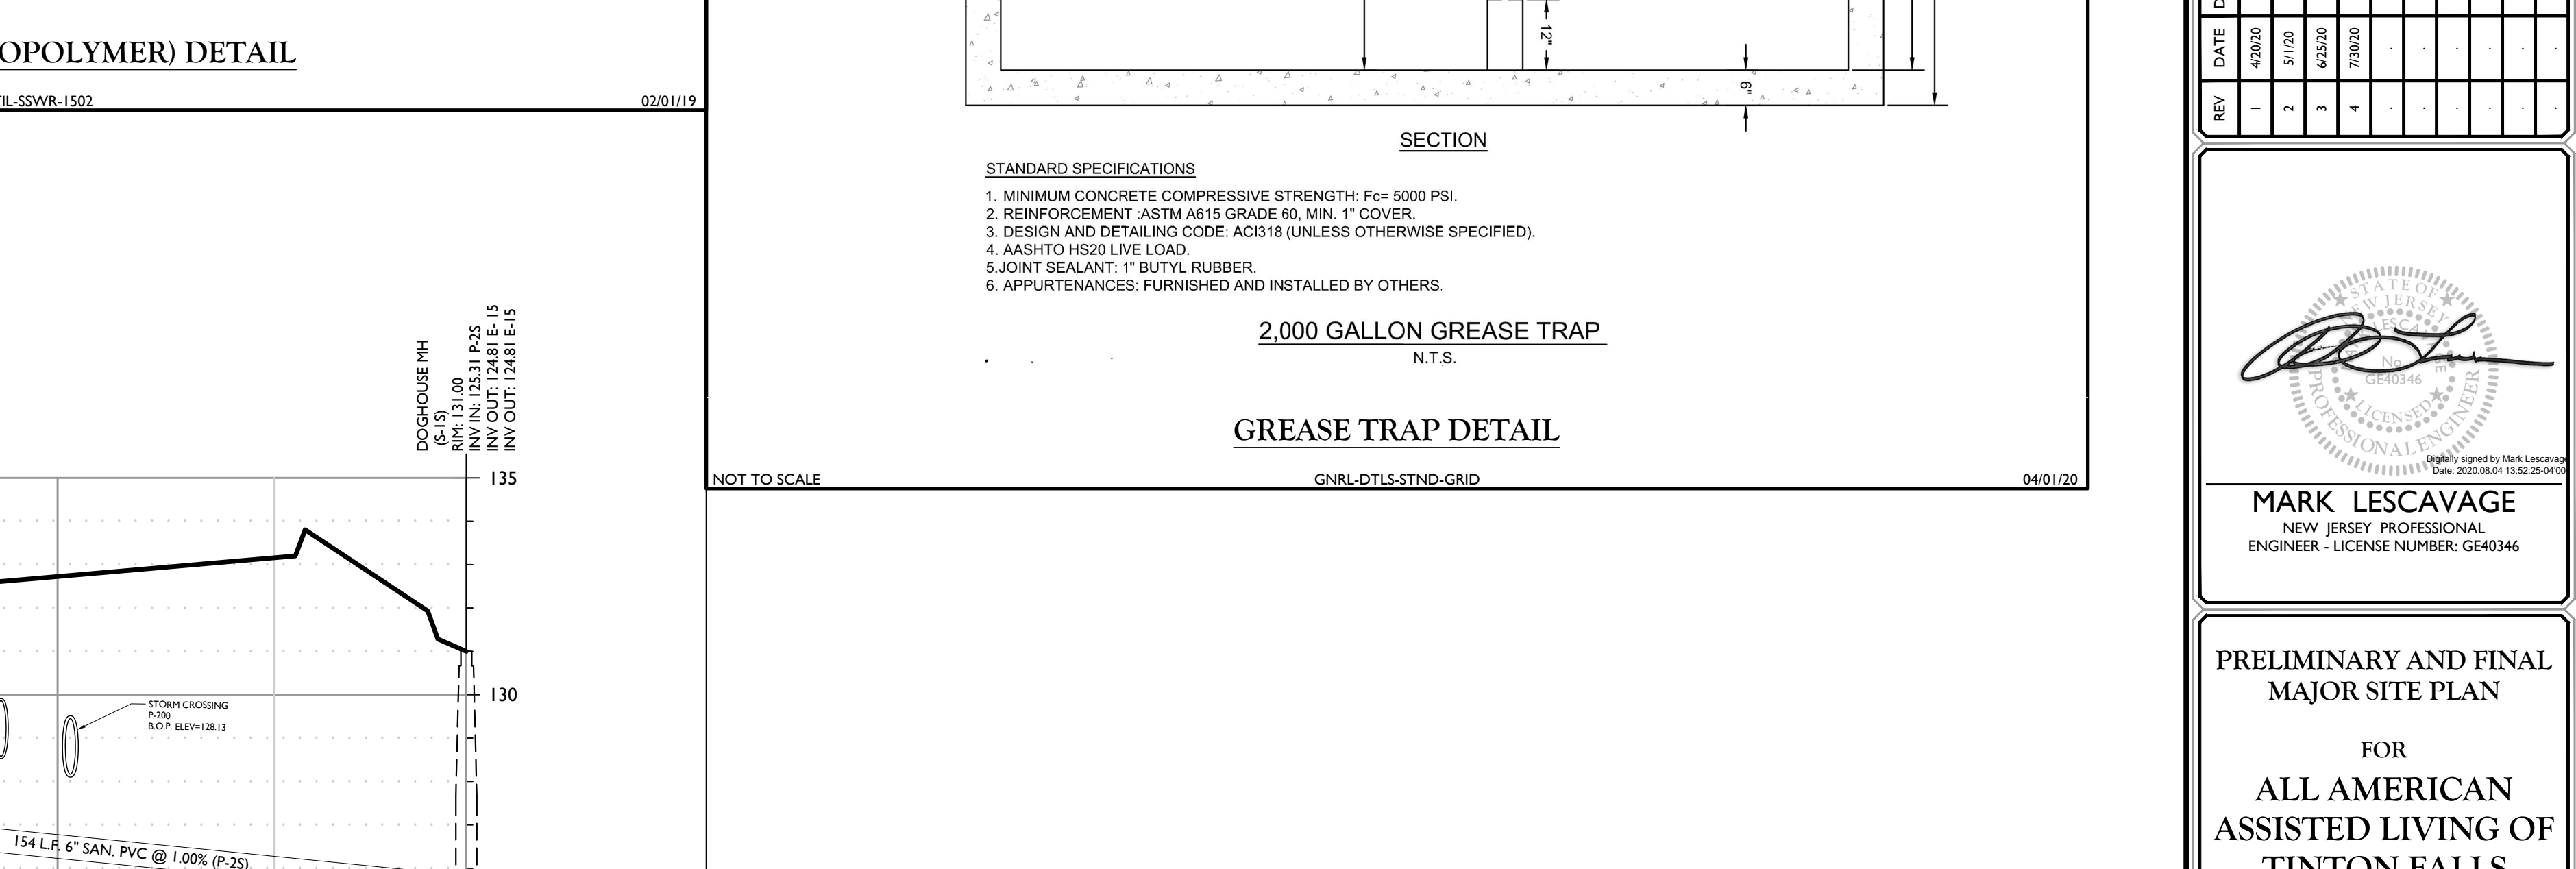 OPOLYMER) DETAIL
IL-SSWR-1502
02/01/19
12"
6"
SECTION
STANDARD SPECIFICATIONS
1. MINIMUM CONCRETE COMPRESSIVE STRENGTH: Fc= 5000 PSI.
2. REINFORCEMENT :ASTM A615 GRADE 60, MIN. 1" COVER.
3. DESIGN AND DETAILING CODE: ACI318 (UNLESS OTHERWISE SPECIFIED).
4. AASHTO HS20 LIVE LOAD.
5.JOINT SEALANT: 1" BUTYL RUBBER.
6. APPURTENANCES: FURNISHED AND INSTALLED BY OTHERS.
2,000 GALLON GREASE TRAP
N.T.S.
GREASE TRAP DETAIL
NOT TO SCALE
GNRL-DTLS-STND-GRID
04/01/20
DOGHOUSE MH
(S-1S)
RIM: 131.00
INV IN: 125.31 P-2S
INV OUT: 124.81 E- 15
INV OUT: 124.81 E-15
135
130
STORM CROSSING
P-200
B.O.P. ELEV=128.13
154 L.F. 6" SAN. PVC @ 1.00% (P-2S)
REV DATE
1 4/20/20
2 5/1/20
3 6/25/20
4 7/30/20
STATE OF
NEW JERSEY
No.
GE40346
LICENSED
PROFESSIONAL ENGINEER
Digitally signed by Mark Lescavage
Date: 2020.08.04 13:52:25-04'00'
MARK LESCAVAGE
NEW JERSEY PROFESSIONAL
ENGINEER - LICENSE NUMBER: GE40346
PRELIMINARY AND FINAL
MAJOR SITE PLAN
FOR
ALL AMERICAN
ASSISTED LIVING OF
TINTON FALLS